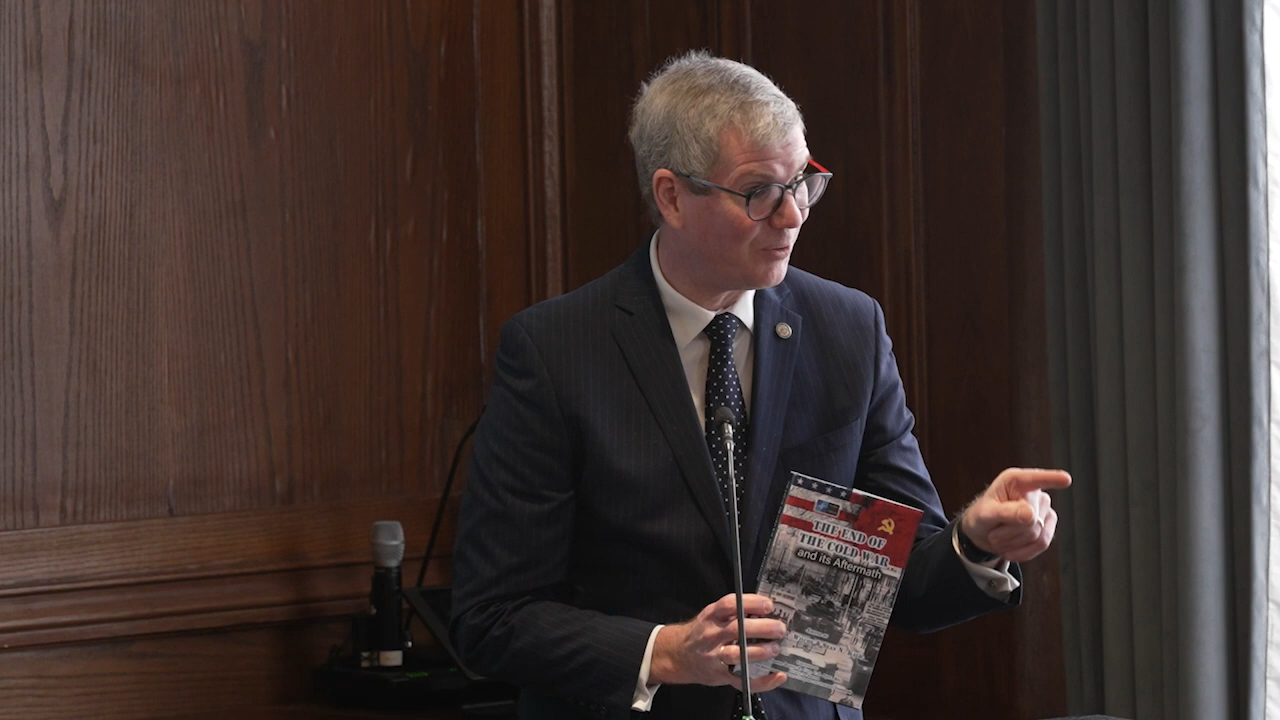 THE END OF
THE COLD WAR
and its Aftermath